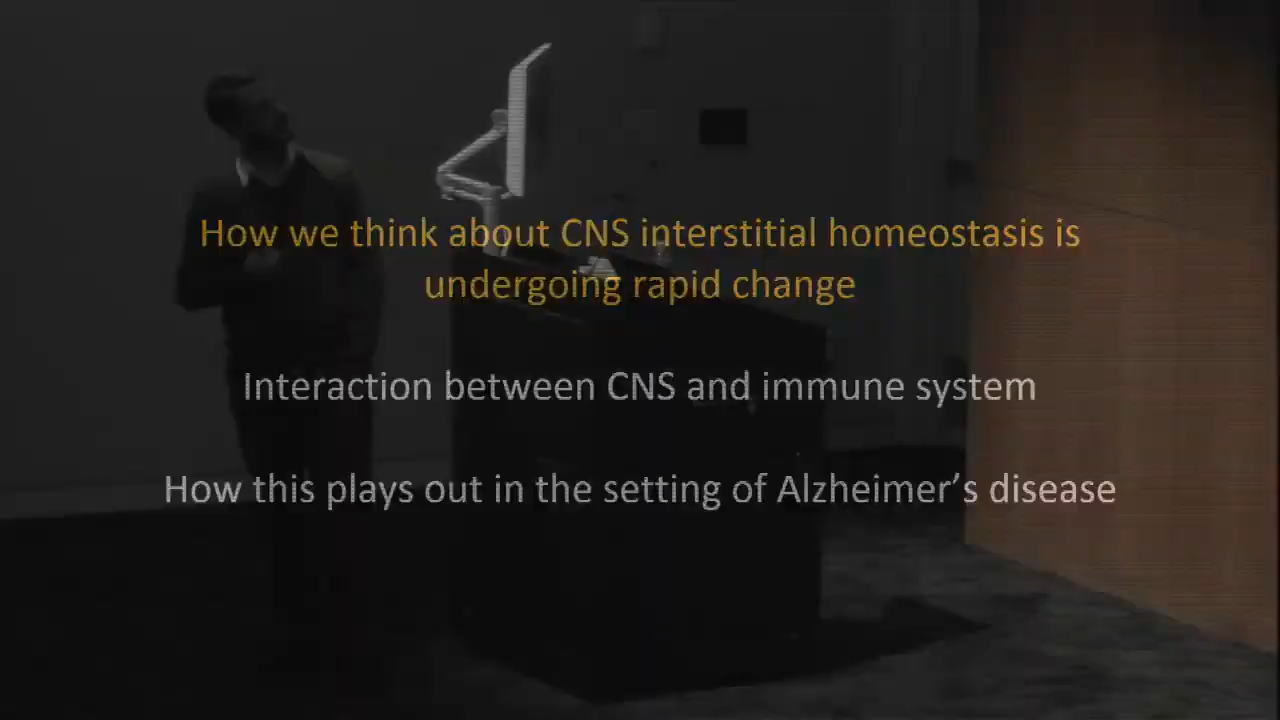 How we think about CNS interstitial homeostasis is
undergoing rapid change
Interaction between CNS and immune system
How this plays out in the setting of Alzheimer’s disease